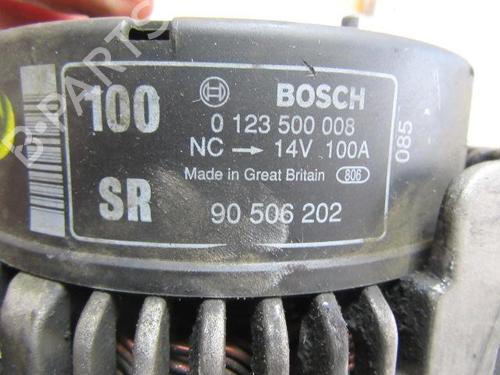 100
BOSCH
0 123 500 008
NC → 14V 100A
Made in Great Britain 806
SR
90 506 202
085
B-PARTS